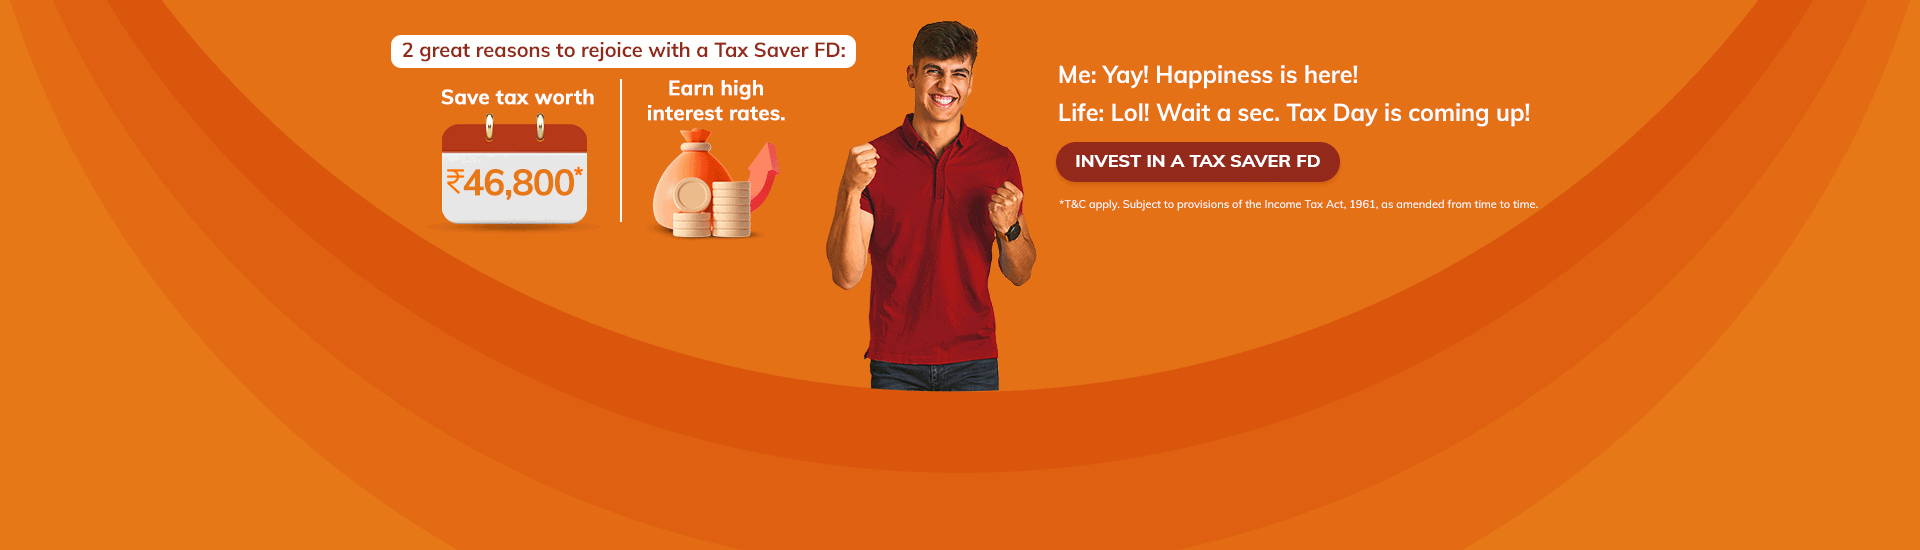 2 great reasons to rejoice with a Tax Saver FD:
Save tax worth
₹46,800*
Earn high
interest rates.
Me: Yay! Happiness is here!
Life: Lol! Wait a sec. Tax Day is coming up!
INVEST IN A TAX SAVER FD
*T&C apply. Subject to provisions of the Income Tax Act, 1961, as amended from time to time.